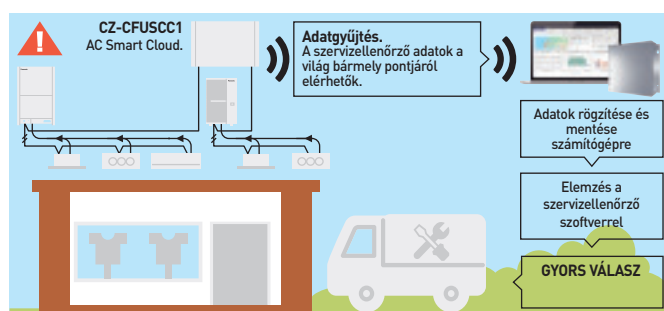 CZ-CFUSCC1
AC Smart Cloud.
Adatgyűjtés.
A szervizellenőrző adatok a
világ bármely pontjáról
elérhetők.
Adatok rögzítése és
mentése
számítógépre
Elemzés a
szervizellenőrző
szoftverrel
GYORS VÁLASZ